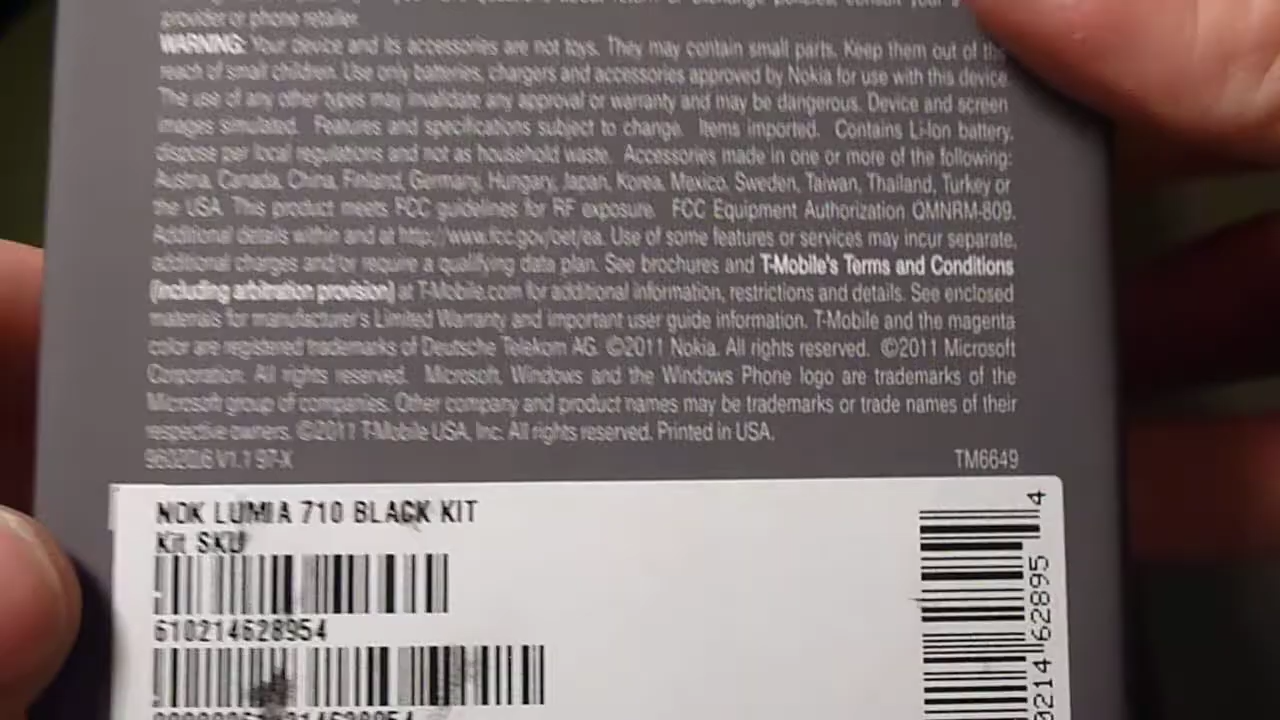 provider or phone retailer.
WARNING: Your device and its accessories are not toys. They may contain small parts. Keep them out of the
reach of small children. Use only batteries, chargers and accessories approved by Nokia for use with this device.
The use of any other types may invalidate any approval or warranty and may be dangerous. Device and screen
images simulated. Features and specifications subject to change. Items imported. Contains Li-Ion battery,
dispose per local regulations and not as household waste. Accessories made in one or more of the following:
Austria, Canada, China, Finland, Germany, Hungary, Japan, Korea, Mexico, Sweden, Taiwan, Thailand, Turkey or
the USA. This product meets FCC guidelines for RF exposure. FCC Equipment Authorization QMNRM-809.
Additional details within and at http://www.fcc.gov/oet/ea. Use of some features or services may incur separate,
additional charges and/or require a qualifying data plan. See brochures and T-Mobile's Terms and Conditions
(including arbitration provision) at T-Mobile.com for additional information, restrictions and details. See enclosed
materials for manufacturer's Limited Warranty and important user guide information. T-Mobile and the magenta
color are registered trademarks of Deutsche Telekom AG. ©2011 Nokia. All rights reserved. ©2011 Microsoft
Corporation. All rights reserved. Microsoft, Windows and the Windows Phone logo are trademarks of the
Microsoft group of companies. Other company and product names may be trademarks or trade names of their
respective owners. ©2011 T-Mobile USA, Inc. All rights reserved. Printed in USA.
V1.1 97-X TM6649
NOK LUMIA 710 BLACK KIT
Kit SKU
610214628954
0214 62895 4